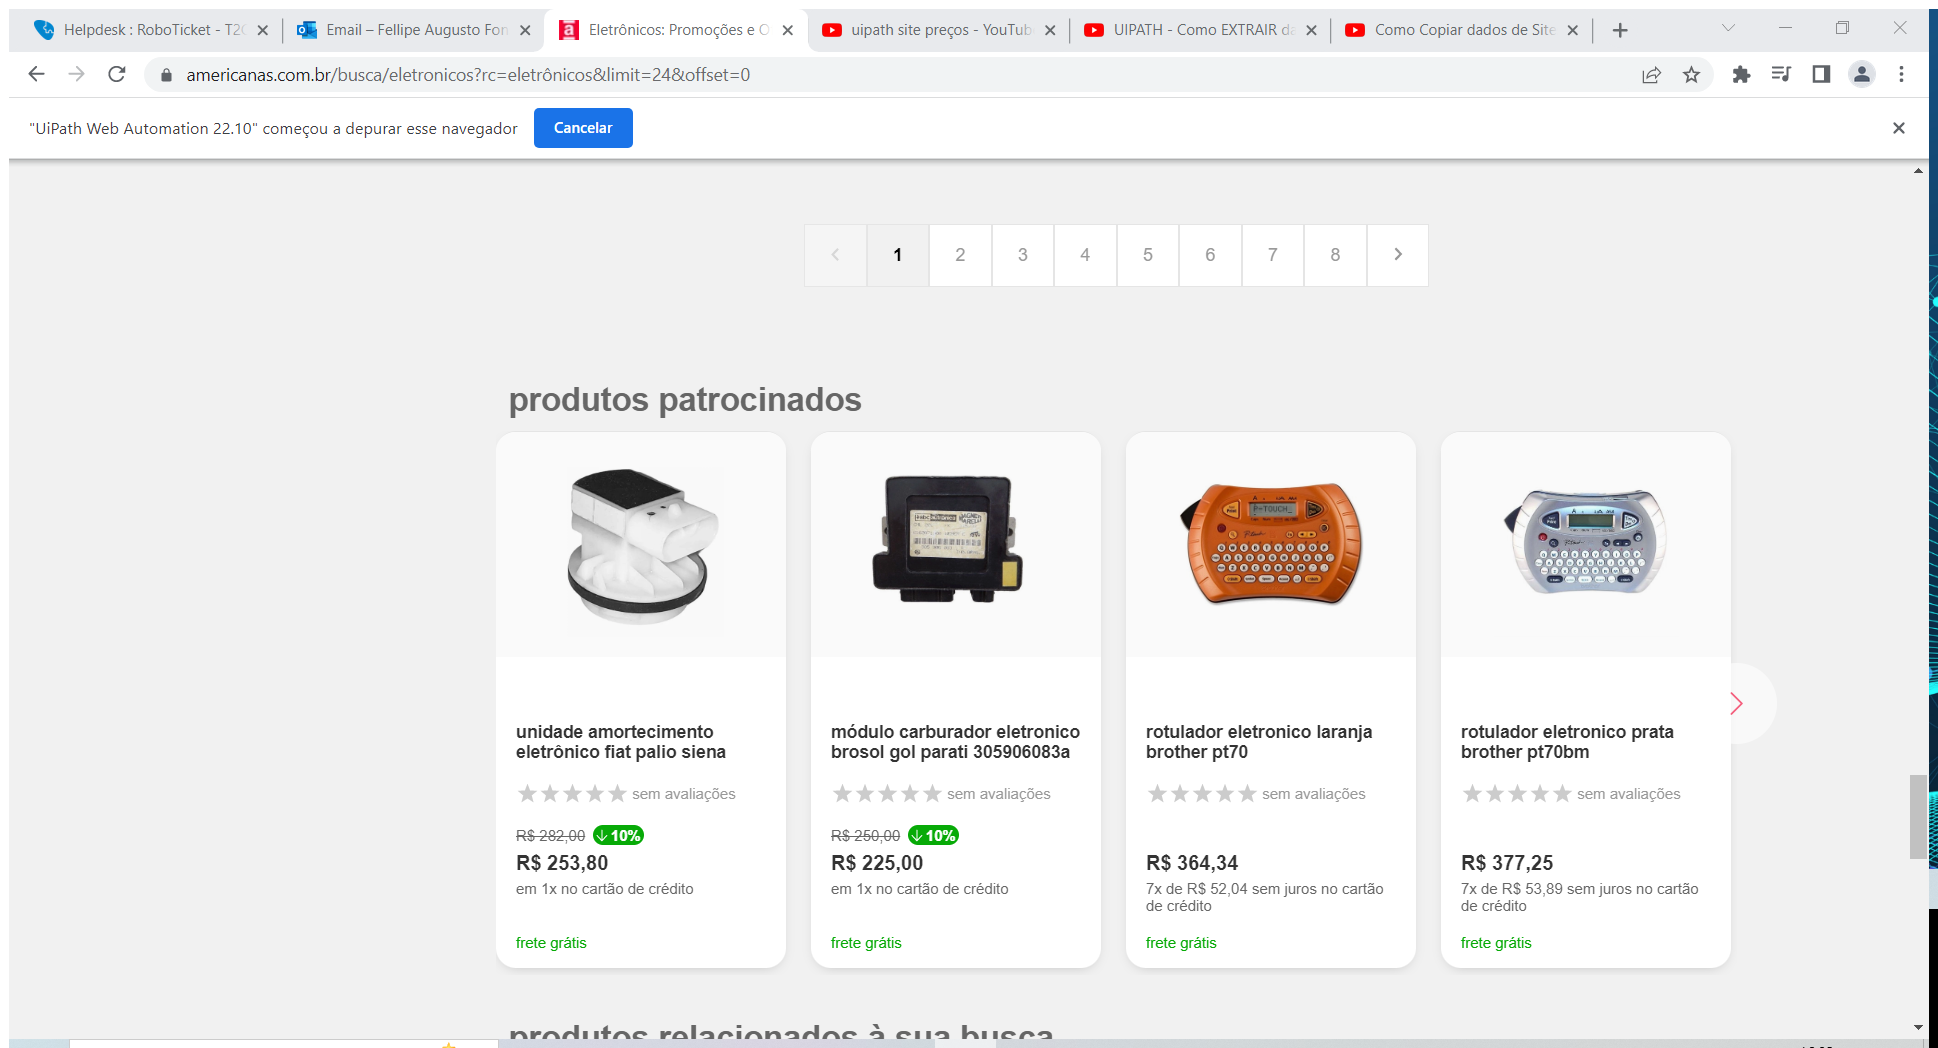 Helpdesk : RoboTicket - T2C
Email – Fellipe Augusto Fon
Eletrônicos: Promoções e O
uipath site preços - YouTub
UIPATH - Como EXTRAIR da
Como Copiar dados de Site
americanas.com.br/busca/eletronicos?rc=eletrônicos&limit=24&offset=0
"UiPath Web Automation 22.10" começou a depurar esse navegador
Cancelar
1 2 3 4 5 6 7 8
produtos patrocinados
P-TOUCH_
unidade amortecimento
eletrônico fiat palio siena
sem avaliações
R$ 282,00 10%
R$ 253,80
em 1x no cartão de crédito
frete grátis
módulo carburador eletronico
brosol gol parati 305906083a
sem avaliações
R$ 250,00 10%
R$ 225,00
em 1x no cartão de crédito
frete grátis
rotulador eletronico laranja
brother pt70
sem avaliações
R$ 364,34
7x de R$ 52,04 sem juros no cartão
de crédito
frete grátis
rotulador eletronico prata
brother pt70bm
sem avaliações
R$ 377,25
7x de R$ 53,89 sem juros no cartão
de crédito
frete grátis
produtos relacionados à sua busca